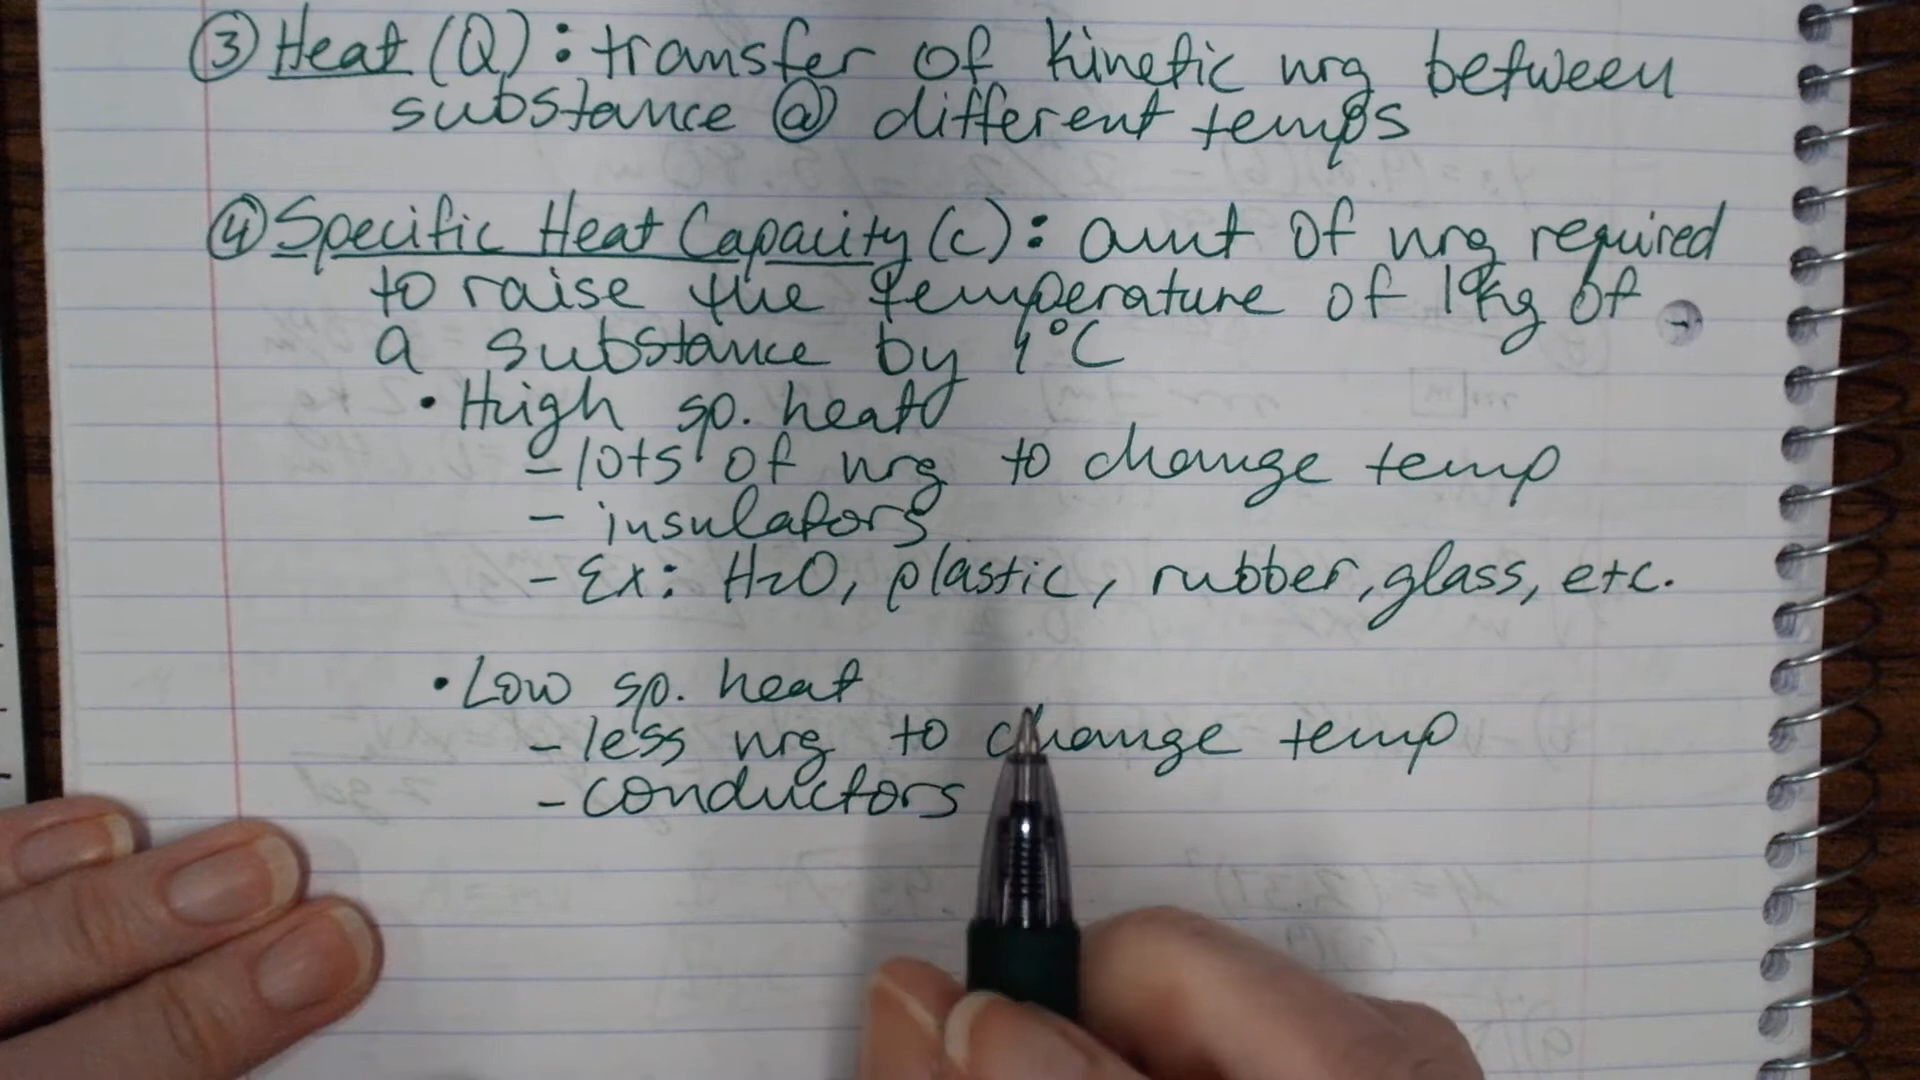 ③ Heat (Q): transfer of kinetic nrg between
substance @ different temps
④ Specific Heat Capacity (c): amt of nrg required
to raise the temperature of 1kg of
a substance by 1°C
• High sp. heat
- lots of nrg to change temp
- insulators
- Ex: H2O, plastic, rubber, glass, etc.
• Low sp. heat
- less nrg to change temp
- conductors